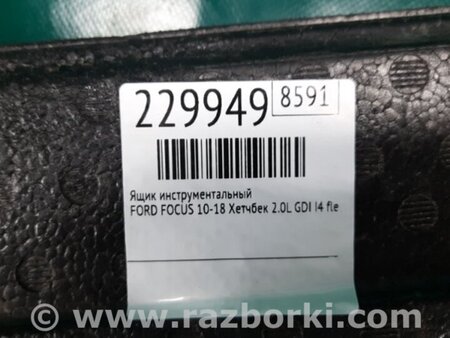 229949 8591
Ящик инструментальный
FORD FOCUS 10-18 Хетчбек 2.0L GDI I4 fle
www.razborki.com